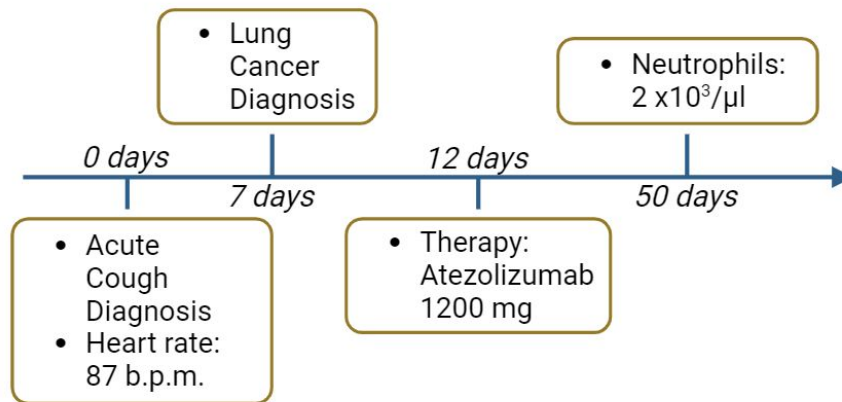 • Lung
Cancer
Diagnosis
• Neutrophils:
2 x10³/µl
0 days
12 days
7 days
50 days
• Acute
Cough
Diagnosis
• Heart rate:
87 b.p.m.
• Therapy:
Atezolizumab
1200 mg